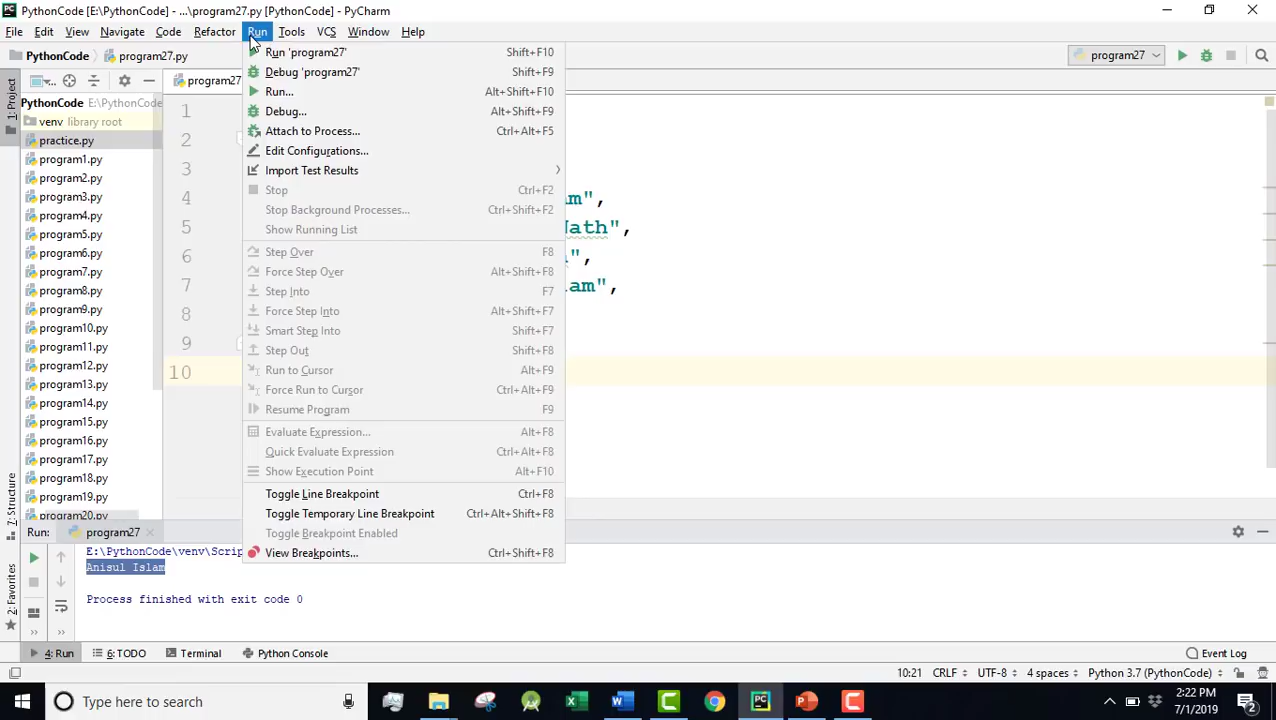 PythonCode [E:\PythonCode] - ...\program27.py [PythonCode] - PyCharm
File Edit View Navigate Code Refactor Run Tools VCS Window Help
PythonCode program27.py
program27
1: Project
PythonCode E:\PythonCode
venv library root
practice.py
program1.py
program2.py
program3.py
program4.py
program5.py
program6.py
program7.py
program8.py
program9.py
program10.py
program11.py
program12.py
program13.py
program14.py
program15.py
program16.py
program17.py
program18.py
program19.py
program20.py
program27
1
2
3
4
5
6
7
8
9
10
Run 'program27' Shift+F10
Debug 'program27' Shift+F9
Run... Alt+Shift+F10
Debug... Alt+Shift+F9
Attach to Process... Ctrl+Alt+F5
Edit Configurations...
Import Test Results
Stop Ctrl+F2
Stop Background Processes... Ctrl+Shift+F2
Show Running List
Step Over F8
Force Step Over Alt+Shift+F8
Step Into F7
Force Step Into Alt+Shift+F7
Smart Step Into Shift+F7
Step Out Shift+F8
Run to Cursor Alt+F9
Force Run to Cursor Ctrl+Alt+F9
Resume Program F9
Evaluate Expression... Alt+F8
Quick Evaluate Expression Ctrl+Alt+F8
Show Execution Point Alt+F10
Toggle Line Breakpoint Ctrl+F8
Toggle Temporary Line Breakpoint Ctrl+Alt+Shift+F8
Toggle Breakpoint Enabled
View Breakpoints... Ctrl+Shift+F8
m",
Nath",
",
lam",
Z: Structure
2: Favorites
Run: program27
E:\PythonCode\venv\Scrip
Anisul Islam
Process finished with exit code 0
4: Run 6: TODO Terminal Python Console Event Log
10:21 CRLF UTF-8 4 spaces Python 3.7 (PythonCode)
Type here to search
2:22 PM
7/1/2019
2